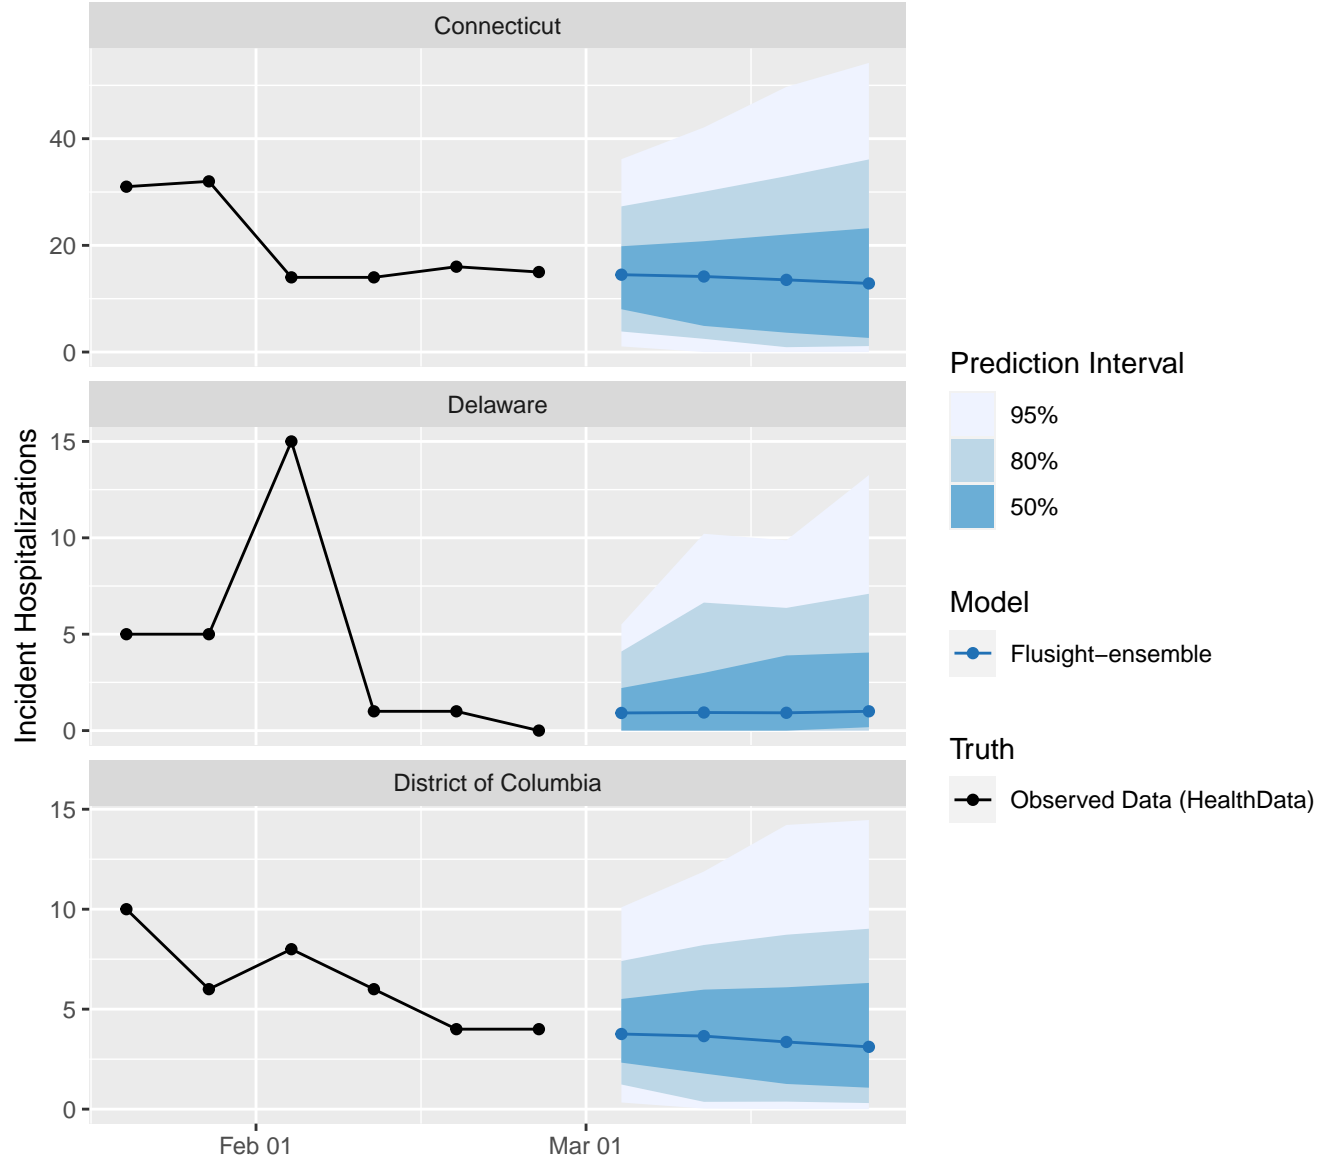 Connecticut
40
20
0
Delaware
15
10
5
0
District of Columbia
15
10
5
0
Feb 01
Mar 01
Incident Hospitalizations
Prediction Interval
95%
80%
50%
Model
Flusight−ensemble
Truth
Observed Data (HealthData)